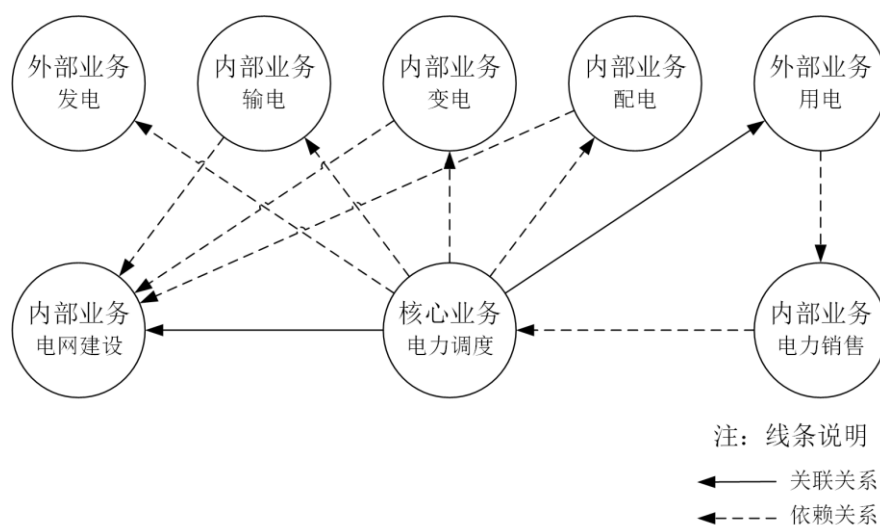 外部业务
发电
内部业务
输电
内部业务
变电
内部业务
配电
外部业务
用电
内部业务
电网建设
核心业务
电力调度
内部业务
电力销售
注：线条说明
关联关系
依赖关系